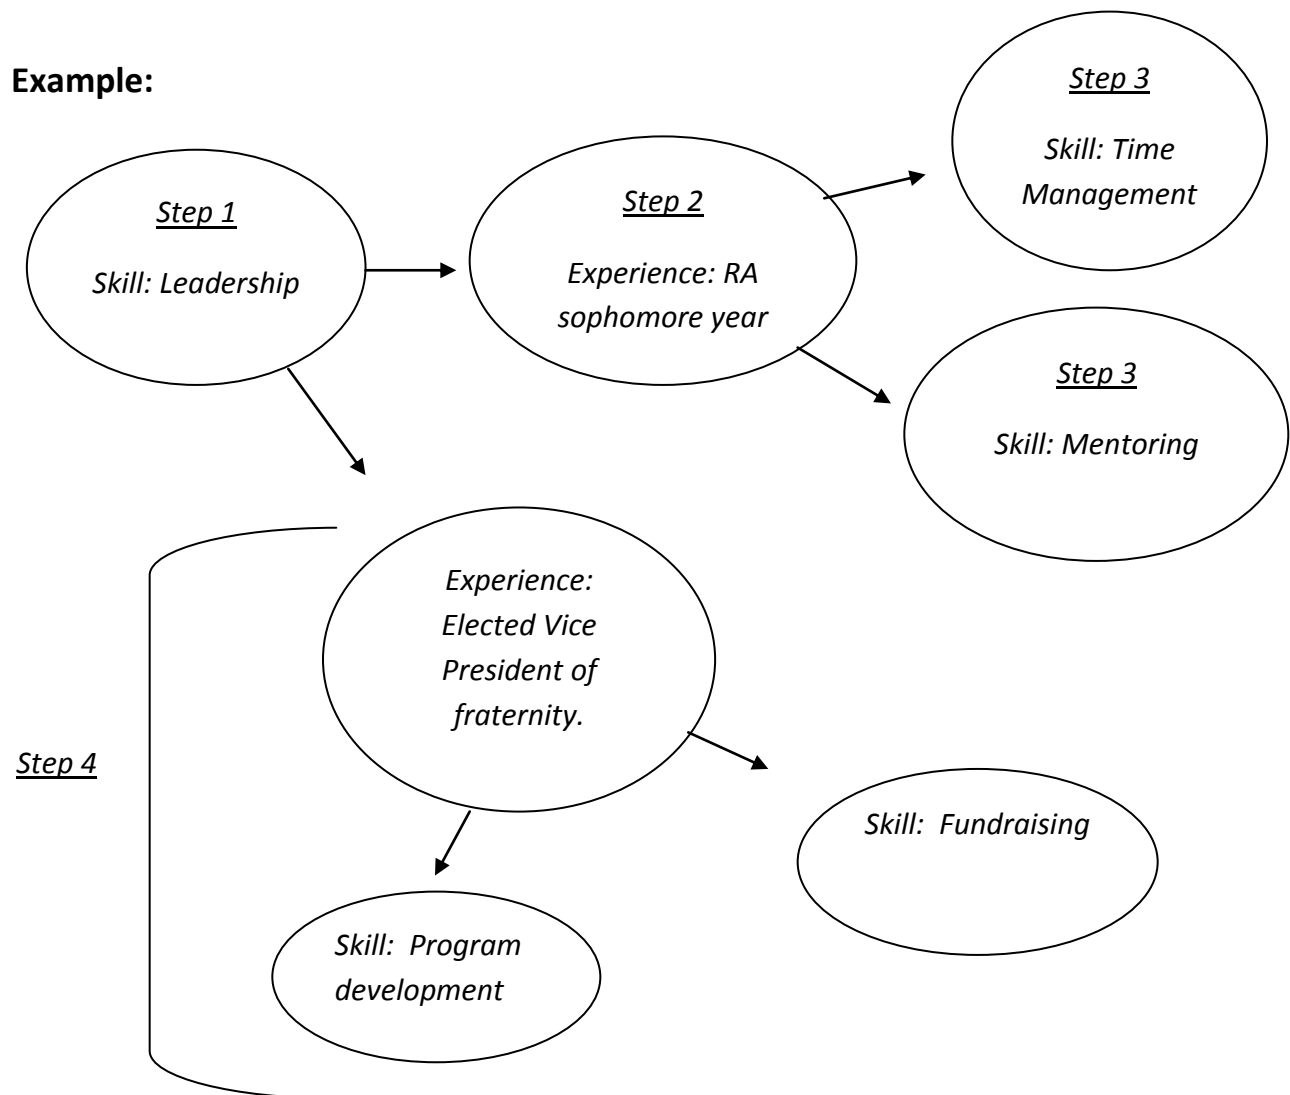 Example:
Step 1
Skill: Leadership
Step 2
Experience: RA
sophomore year
Step 3
Skill: Time
Management
Step 3
Skill: Mentoring
Step 4
Experience:
Elected Vice
President of
fraternity.
Skill:  Fundraising
Skill:  Program
development